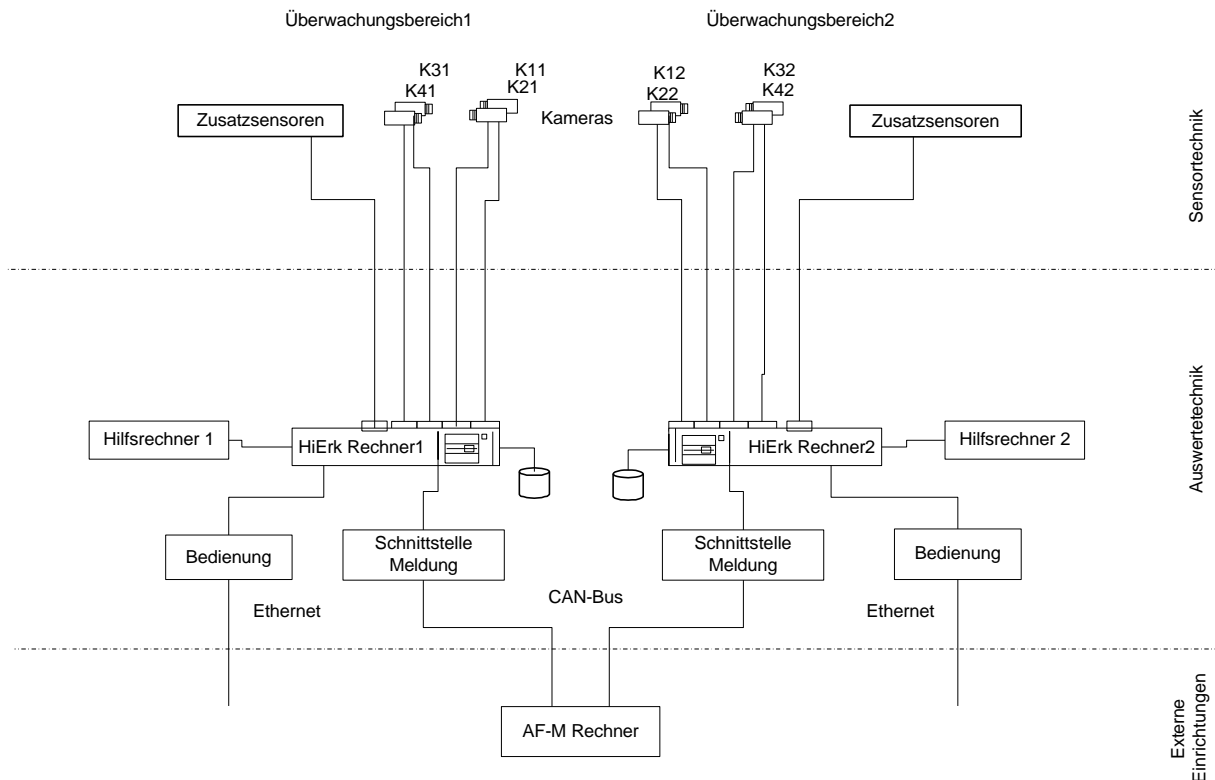 Überwachungsbereich1
Überwachungsbereich2
K31
K41
K11
K21
K12
K22
K32
K42
Zusatzsensoren
Kameras
Zusatzsensoren
Sensortechnik
Hilfsrechner 1
HiErk Rechner1
HiErk Rechner2
Hilfsrechner 2
Auswertetechnik
Bedienung
Schnittstelle
Meldung
Schnittstelle
Meldung
Bedienung
Ethernet
CAN-Bus
Ethernet
AF-M Rechner
Externe
Einrichtungen